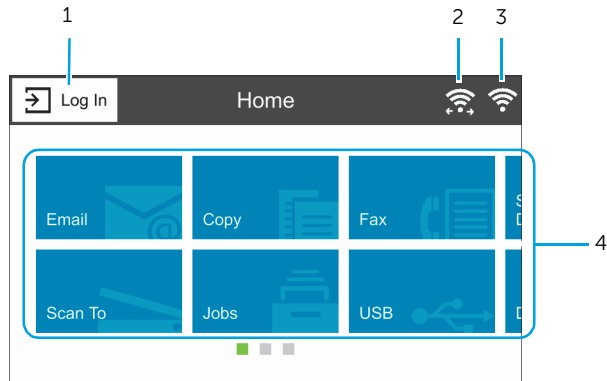 1 2 3
Log In Home
Email Copy Fax
4
Scan To Jobs USB